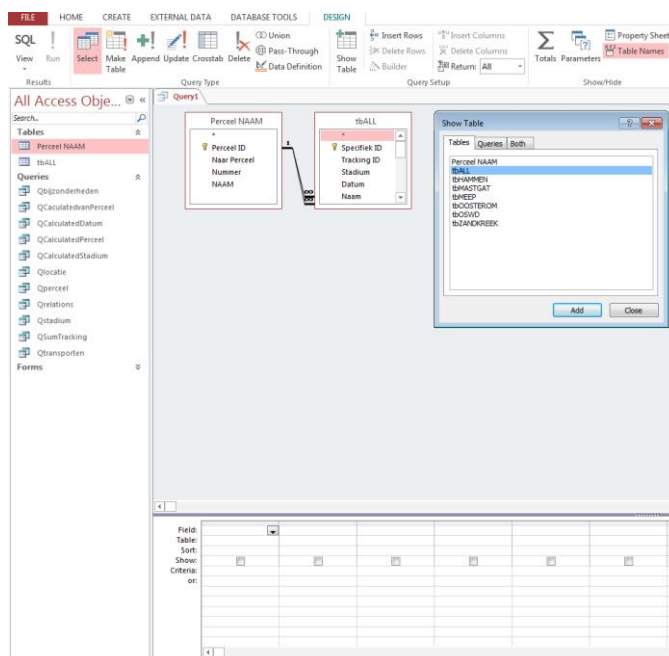 FILE HOME CREATE EXTERNAL DATA DATABASE TOOLS DESIGN
SQL
View Run Select Make Table Append Update Crosstab Delete
Union
Pass-Through
Data Definition
Show Table
Insert Rows
Delete Rows
Builder
Insert Columns
Delete Columns
Return: All
Totals Parameters
Property Sheet
Table Names
Results Query Type Query Setup Show/Hide
All Access Obje... «
Search..
Tables
Perceel NAAM
tbALL
Queries
Qbijzonderheden
QCaculatedvanPerceel
QCalculatedDatum
QCalculatedPerceel
QCalculatedStadium
Qlocatie
Qperceel
Qrelations
Qstadium
QSumTracking
Qtransporten
Forms
Query1
Perceel NAAM
*
Perceel ID
Naar Perceel
Nummer
NAAM
1
∞
∞
tbALL
*
Specifiek ID
Tracking ID
Stadium
Datum
Naam
Show Table
Tables Queries Both
Perceel NAAM
tbALL
tbHAMMEN
tbMASTGAT
tbMEEP
tbOOSTEROM
tbOSWD
tbZANDKREEK
Add Close
Field:
Table:
Sort:
Show:
Criteria:
or: